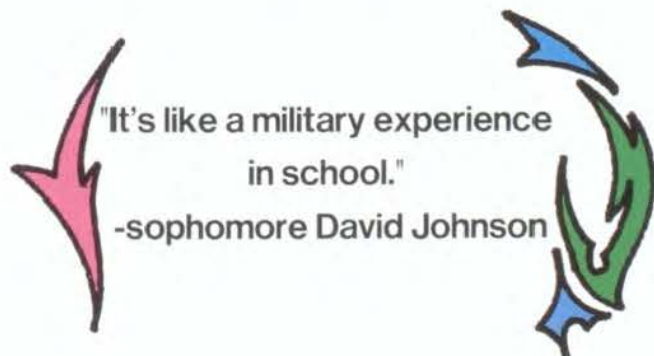 "It's like a military experience
in school."
-sophomore David Johnson